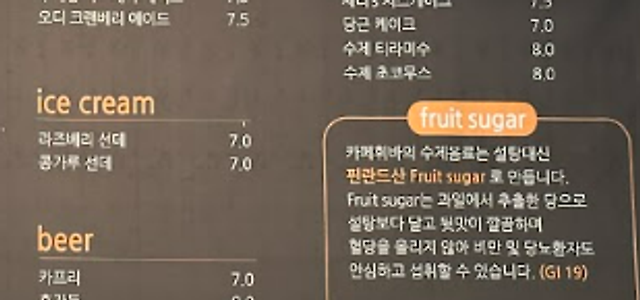 오디 크랜베리 에이드 7.5
ice cream
라즈베리 선데 7.0
콩가루 선데 7.0
beer
카프리 7.0
당근 케이크 7.0
수제 티라미수 8.0
수제 초코무스 8.0
fruit sugar
카페휘바의 수제음료는 설탕대신
핀란드산 Fruit sugar 로 만듭니다.
Fruit sugar는 과일에서 추출한 당으로
설탕보다 달고 뒷맛이 깔끔하며
혈당을 올리지 않아 비만 및 당뇨환자도
안심하고 섭취할 수 있습니다. (GI 19)